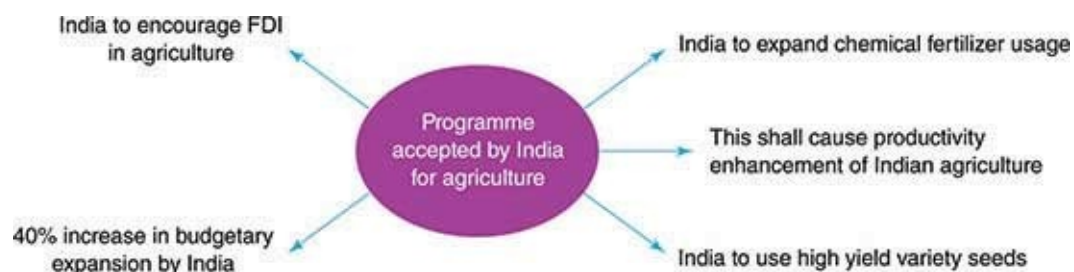 India to encourage FDI
in agriculture
India to expand chemical fertilizer usage
Programme
accepted by India
for agriculture
This shall cause productivity
enhancement of Indian agriculture
40% increase in budgetary
expansion by India
India to use high yield variety seeds